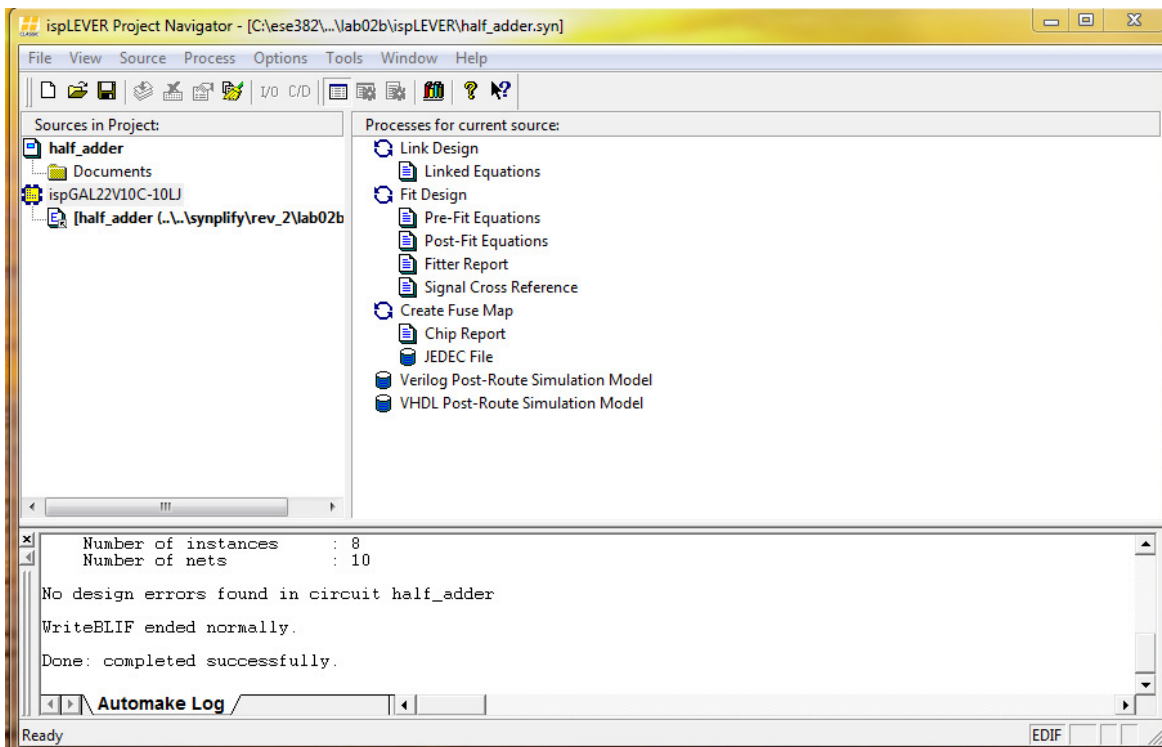 ispLEVER Project Navigator - [C:\ese382\...\lab02b\ispLEVER\half_adder.syn]
CLASSIC
File View Source Process Options Tools Window Help
I/O C/D
Sources in Project:
half_adder
Documents
ispGAL22V10C-10LJ
[half_adder (..\..\synplify\rev_2\lab02b
Processes for current source:
Link Design
Linked Equations
Fit Design
Pre-Fit Equations
Post-Fit Equations
Fitter Report
Signal Cross Reference
Create Fuse Map
Chip Report
JEDEC File
Verilog Post-Route Simulation Model
VHDL Post-Route Simulation Model
Number of instances : 8
Number of nets : 10
No design errors found in circuit half_adder
WriteBLIF ended normally.
Done: completed successfully.
Automake Log
Ready EDIF